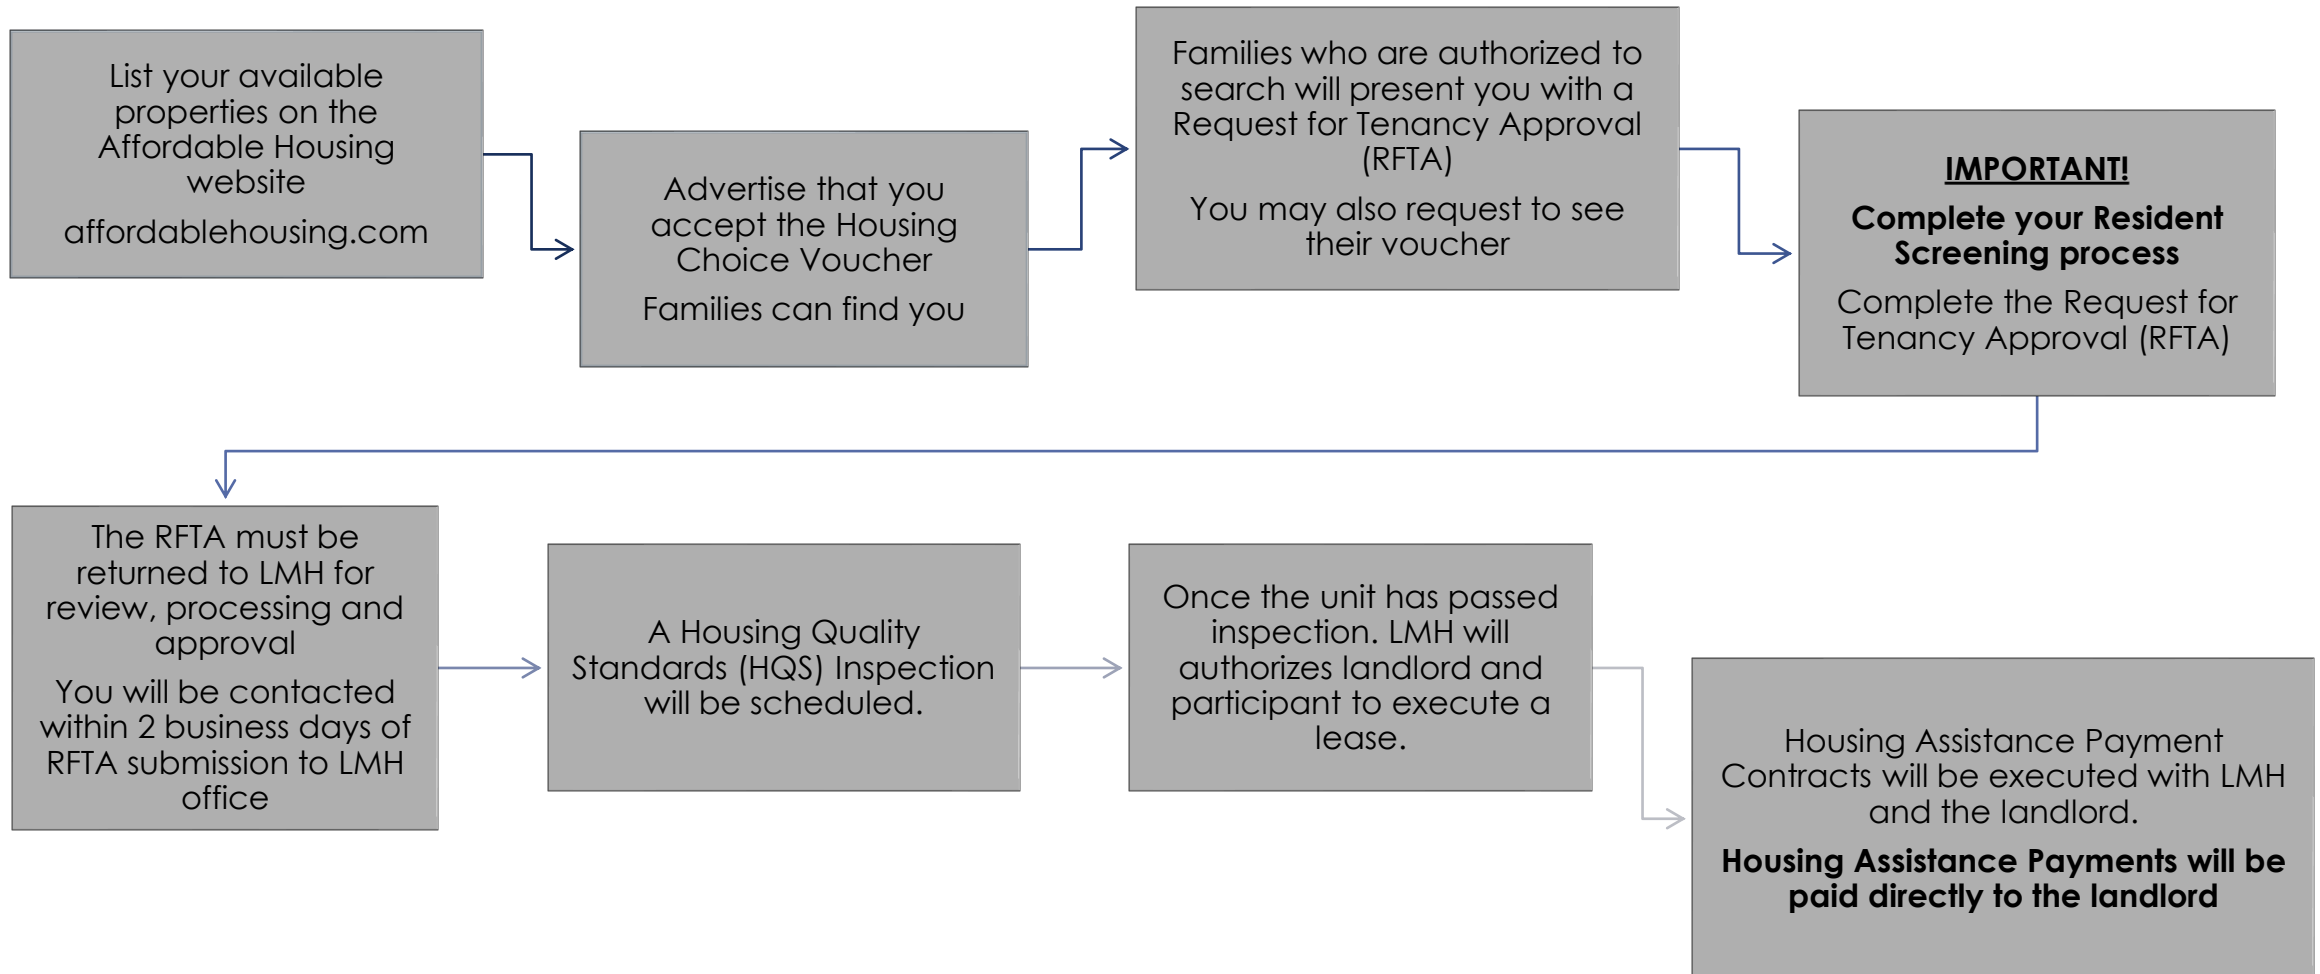 List your available
properties on the
Affordable Housing
website
affordablehousing.com
Advertise that you
accept the Housing
Choice Voucher
Families can find you
Families who are authorized to
search will present you with a
Request for Tenancy Approval
(RFTA)
You may also request to see
their voucher
IMPORTANT!
Complete your Resident
Screening process
Complete the Request for
Tenancy Approval (RFTA)
The RFTA must be
returned to LMH for
review, processing and
approval
You will be contacted
within 2 business days of
RFTA submission to LMH
office
A Housing Quality
Standards (HQS) Inspection
will be scheduled.
Once the unit has passed
inspection. LMH will
authorizes landlord and
participant to execute a
lease.
Housing Assistance Payment
Contracts will be executed with LMH
and the landlord.
Housing Assistance Payments will be
paid directly to the landlord